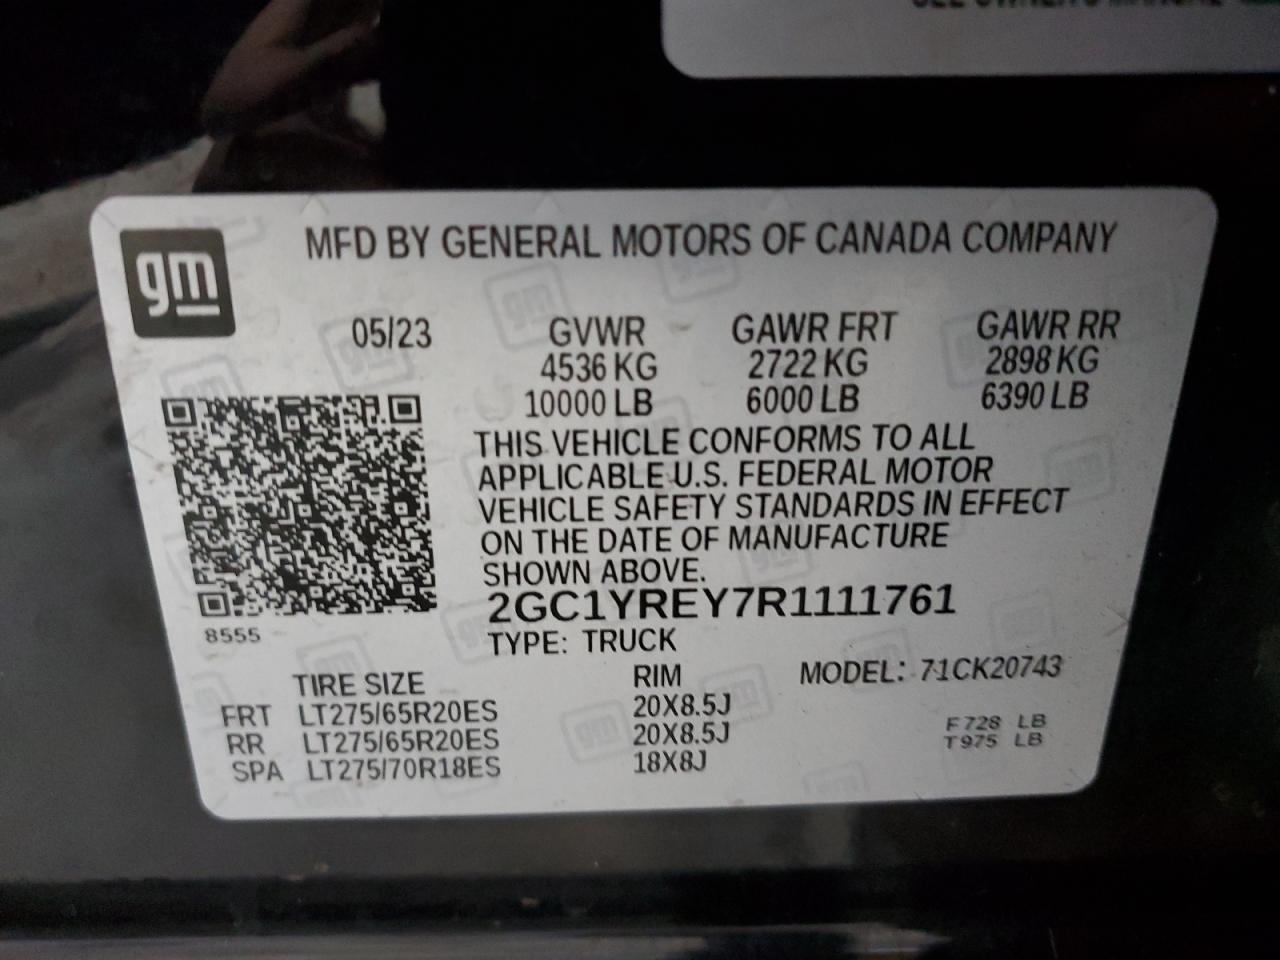 gm
MFD BY GENERAL MOTORS OF CANADA COMPANY
05/23 GVWR GAWR FRT GAWR RR
4536 KG 2722 KG 2898 KG
10000 LB 6000 LB 6390 LB
THIS VEHICLE CONFORMS TO ALL
APPLICABLE U.S. FEDERAL MOTOR
VEHICLE SAFETY STANDARDS IN EFFECT
ON THE DATE OF MANUFACTURE
SHOWN ABOVE.
2GC1YREY7R1111761
8555
TYPE: TRUCK
TIRE SIZE RIM MODEL: 71CK20743
FRT LT275/65R20ES 20X8.5J
RR LT275/65R20ES 20X8.5J
SPA LT275/70R18ES 18X8J
F 728 LB
T 975 LB